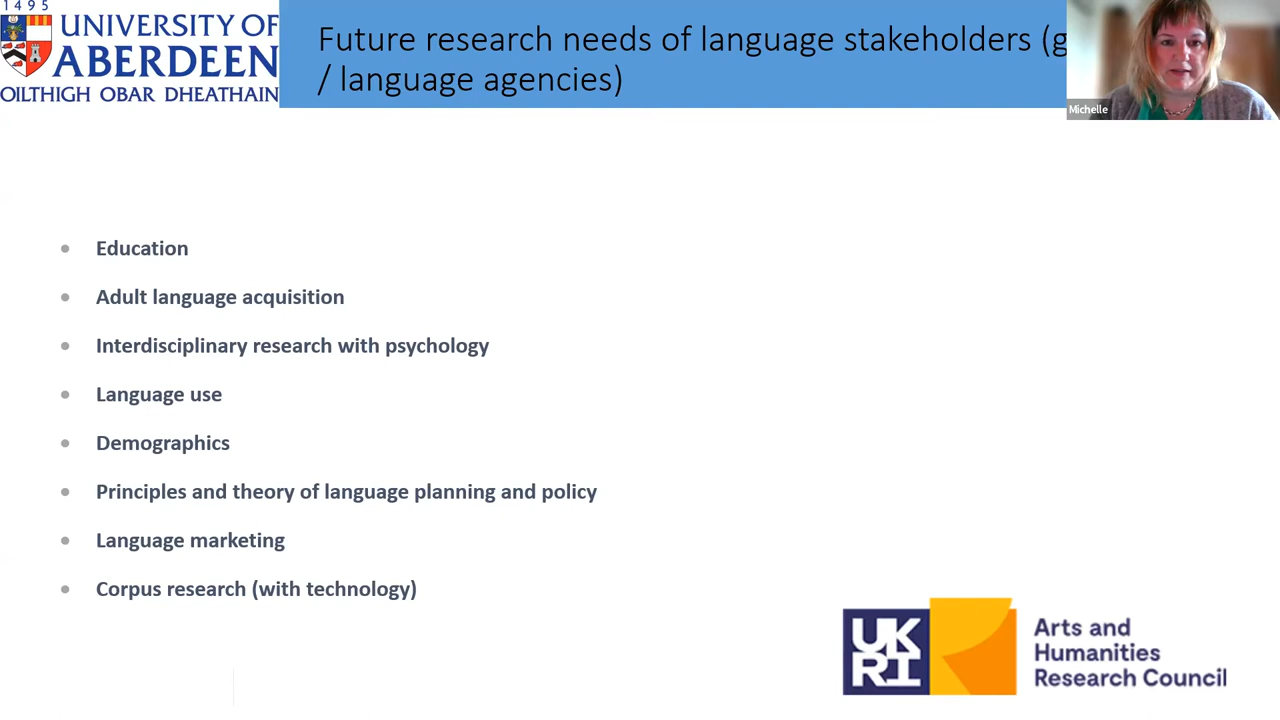 1495
UNIVERSITY OF
ABERDEEN
OILTHIGH OBAR DHEATHAIN
Future research needs of language stakeholders (g
/ language agencies)
Michelle
Education
Adult language acquisition
Interdisciplinary research with psychology
Language use
Demographics
Principles and theory of language planning and policy
Language marketing
Corpus research (with technology)
UK
RI
Arts and
Humanities
Research Council